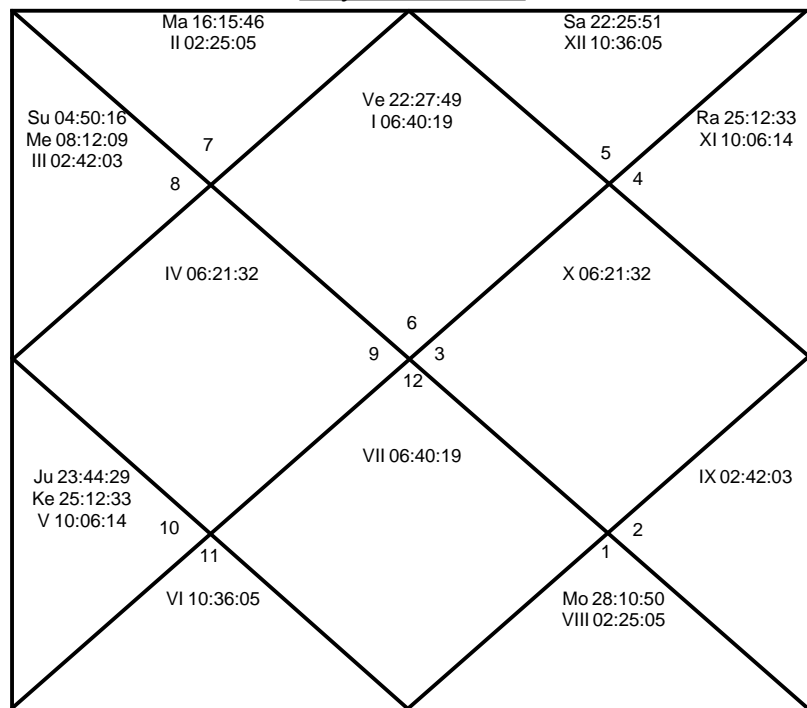 Ma 16:15:46
II 02:25:05
Sa 22:25:51
XII 10:36:05
Ve 22:27:49
I 06:40:19
Su 04:50:16
Me 08:12:09
III 02:42:03
Ra 25:12:33
XI 10:06:14
7
5
8
4
IV 06:21:32
X 06:21:32
6
9
3
12
VII 06:40:19
Ju 23:44:29
Ke 25:12:33
V 10:06:14
IX 02:42:03
10
2
11
1
VI 10:36:05
Mo 28:10:50
VIII 02:25:05